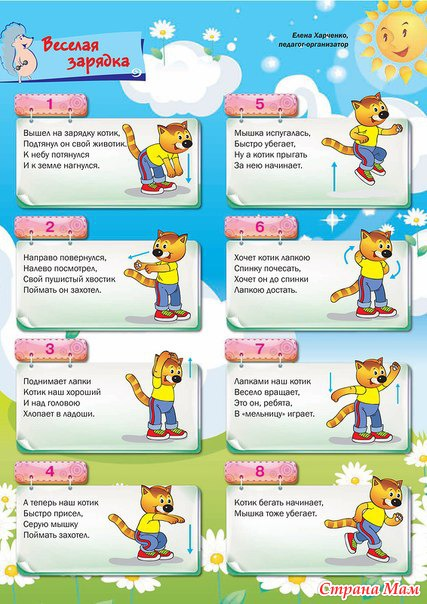 Веселая
зарядка
Елена Харченко,
педагог-организатор
1
Вышел на зарядку котик,
Подтянул он свой животик.
К небу потянулся
И к земле нагнулся.
2
Направо повернулся,
Налево посмотрел,
Свой пушистый хвостик
Поймать он захотел.
3
Поднимает лапки
Котик наш хороший
И над головою
Хлопает в ладоши.
4
А теперь наш котик
Быстро присел,
Серую мышку
Поймать захотел.
5
Мышка испугалась,
Быстро убегает,
Ну а котик прыгать
За нею начинает.
6
Хочет котик лапкою
Спинку почесать,
Хочет он до спинки
Лапкою достать.
7
Лапками наш котик
Весело вращает,
Это он, ребята,
В «мельницу» играет.
8
Котик бегать начинает,
Мышка тоже убегает.
Страна Мам